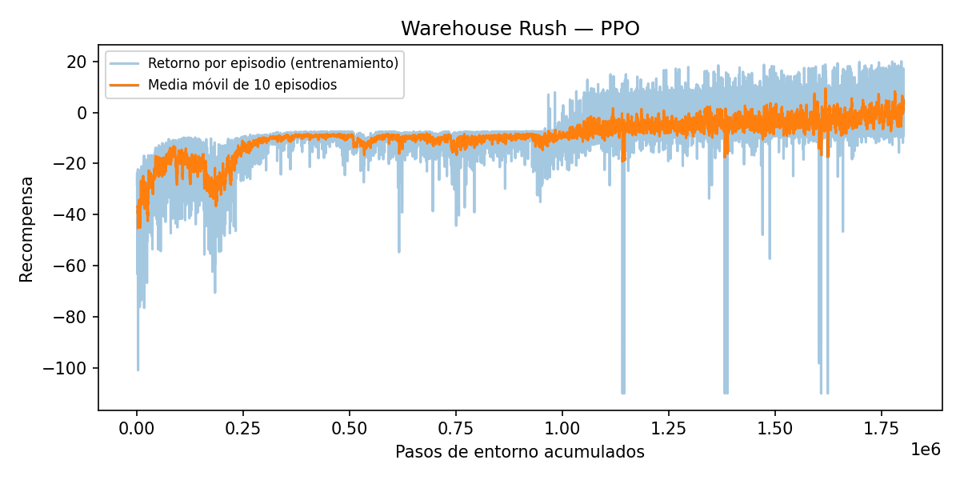 Warehouse Rush — PPO
Retorno por episodio (entrenamiento)
Media móvil de 10 episodios
Recompensa
20
0
−20
−40
−60
−80
−100
0.00 0.25 0.50 0.75 1.00 1.25 1.50 1.75
1e6
Pasos de entorno acumulados